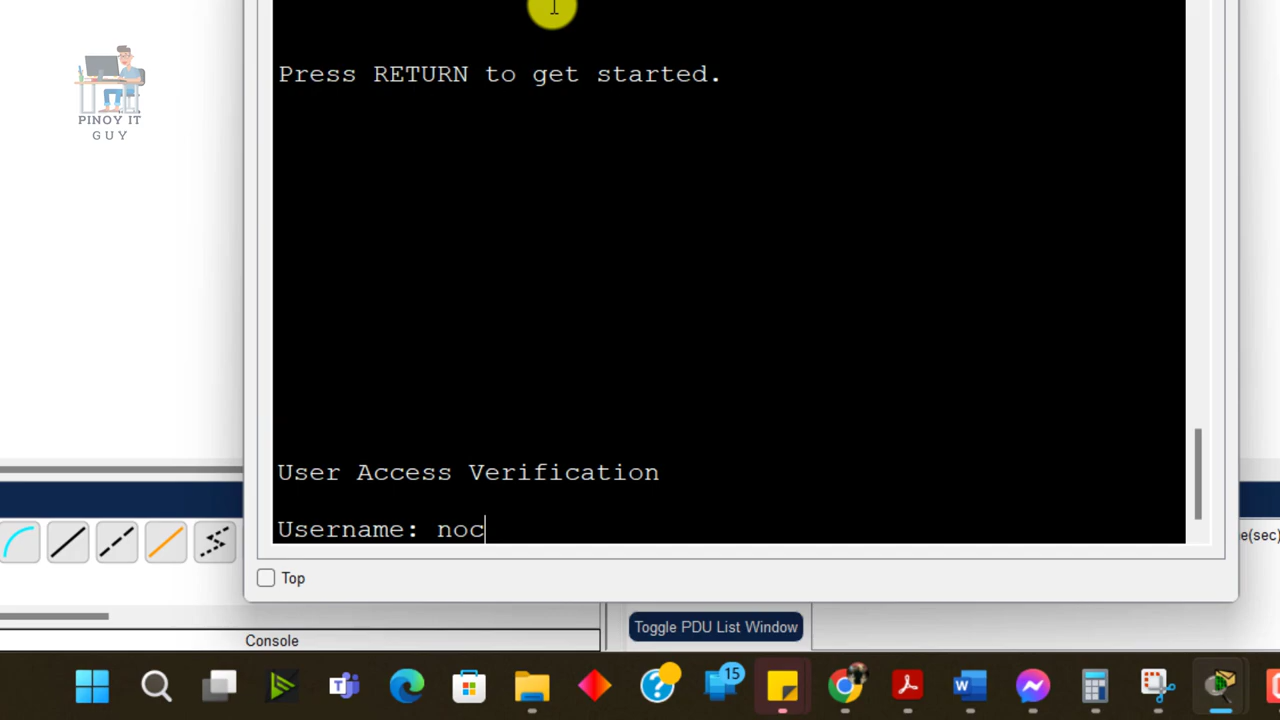 Press RETURN to get started.
PINOY IT
GUY
User Access Verification
Username: noc
e(sec)
Top
Toggle PDU List Window
Console
15